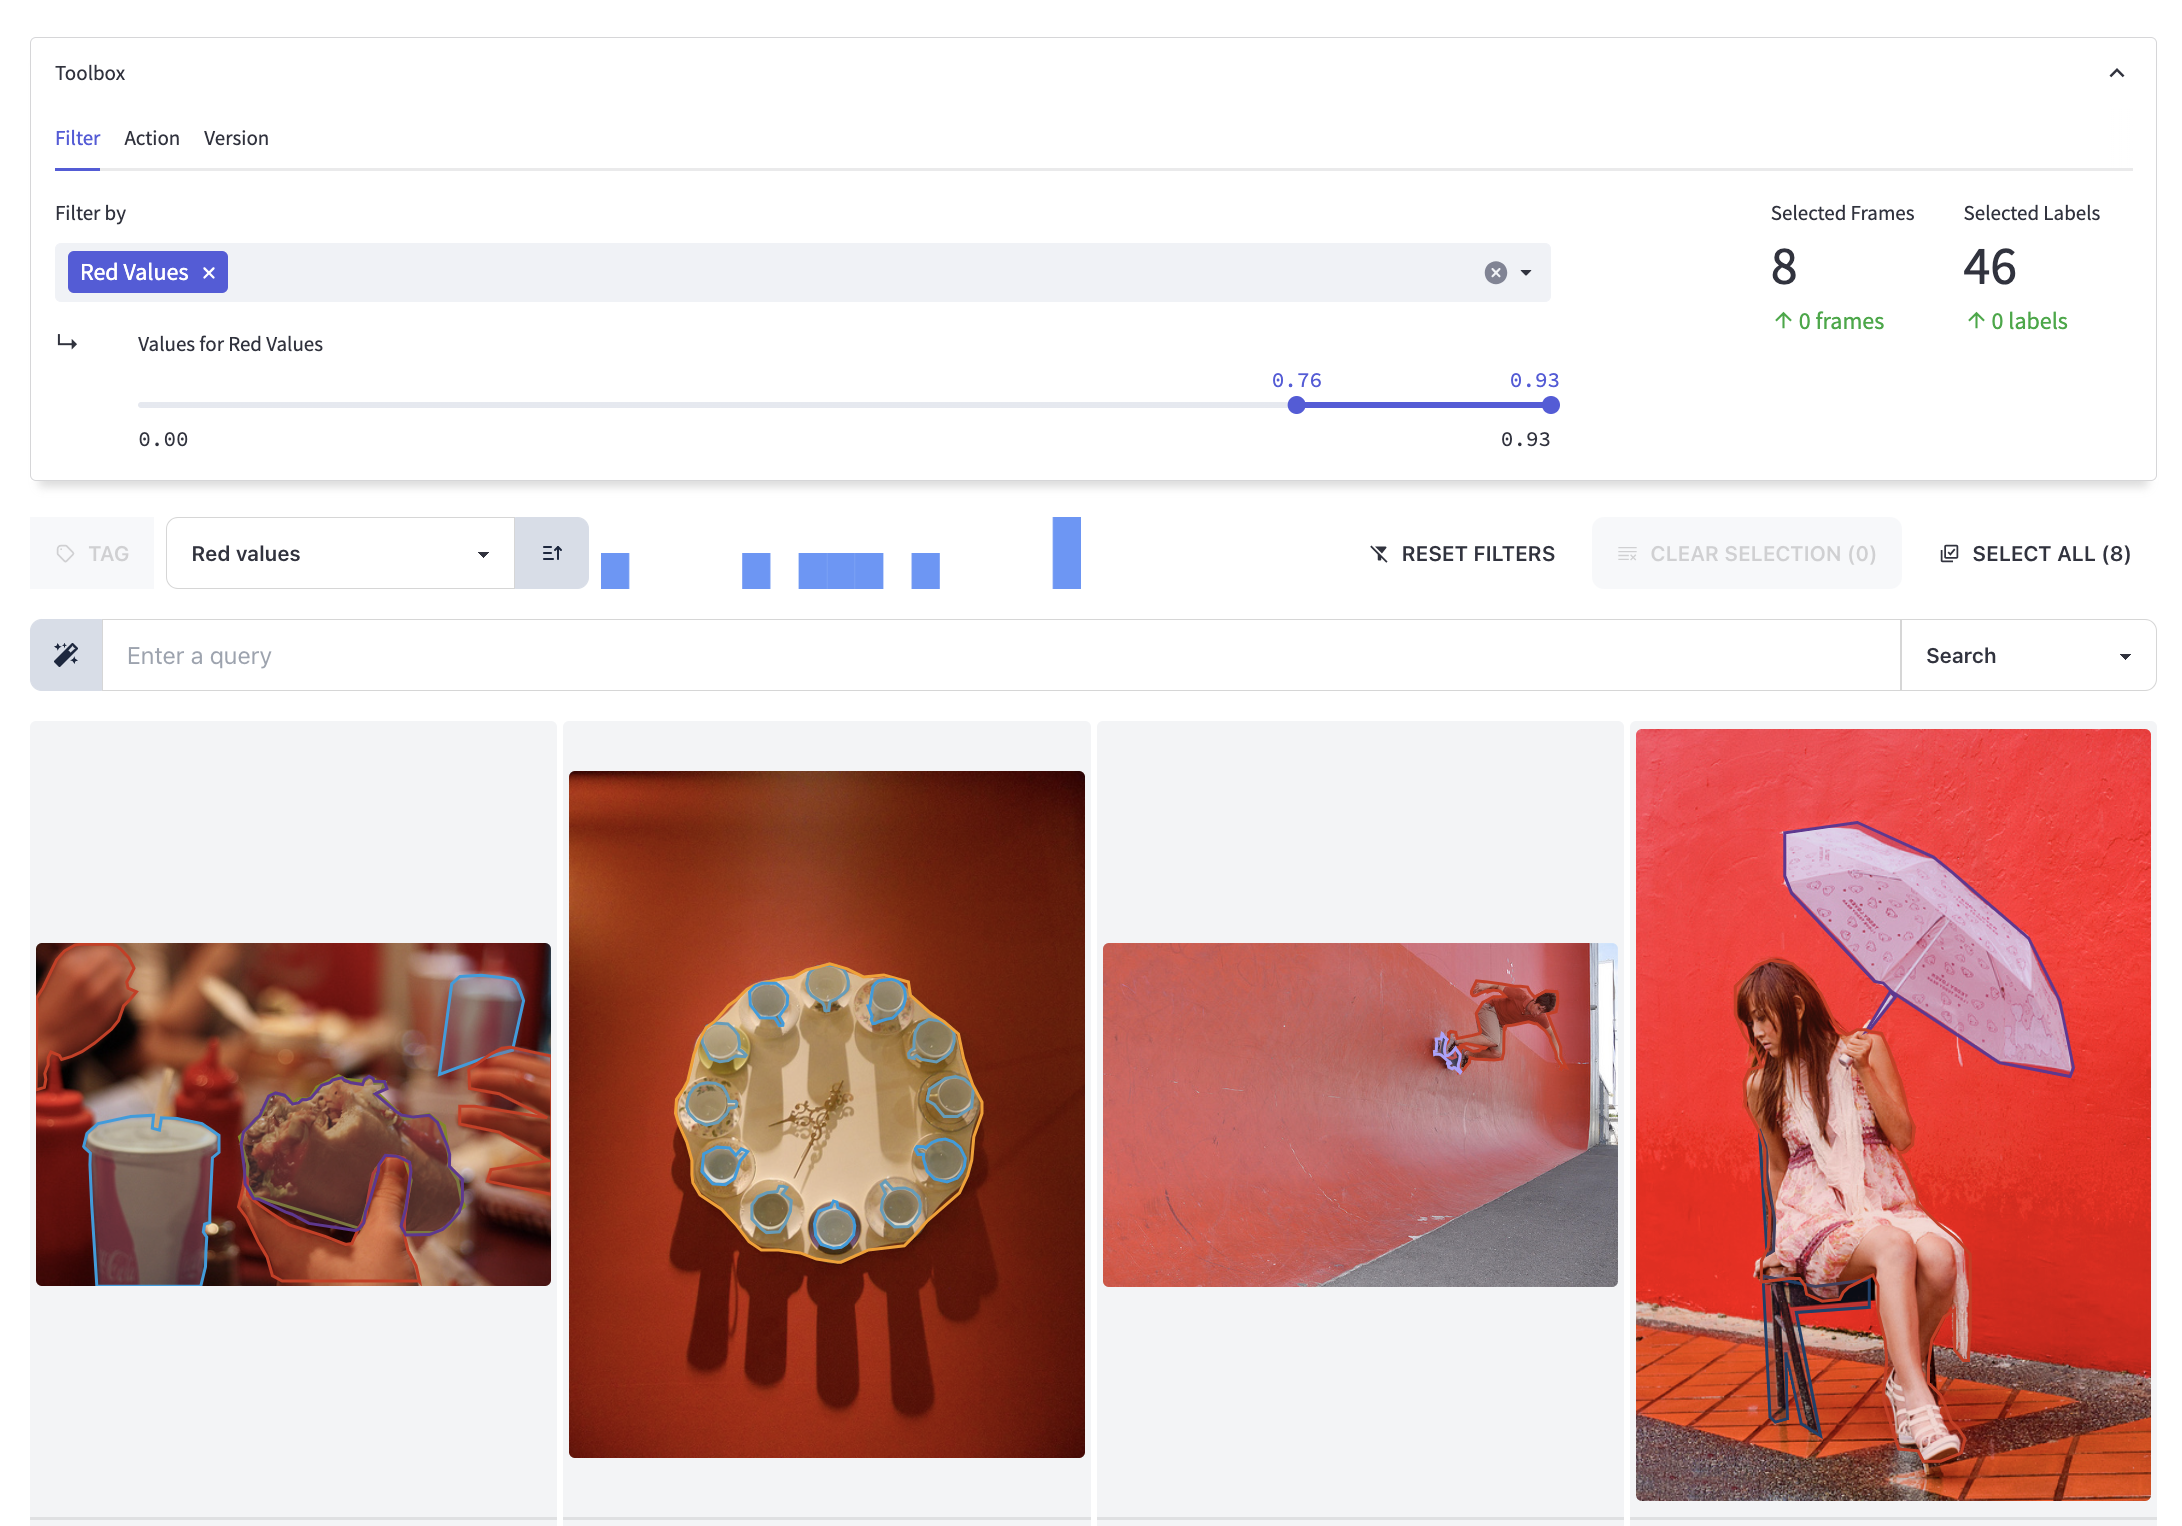 Toolbox
Filter Action Version
Filter by
Selected Frames
Selected Labels
Red Values
8
46
0 frames
0 labels
Values for Red Values
0.76
0.93
0.00
0.93
TAG
Red values
RESET FILTERS
CLEAR SELECTION (0)
SELECT ALL (8)
Enter a query
Search